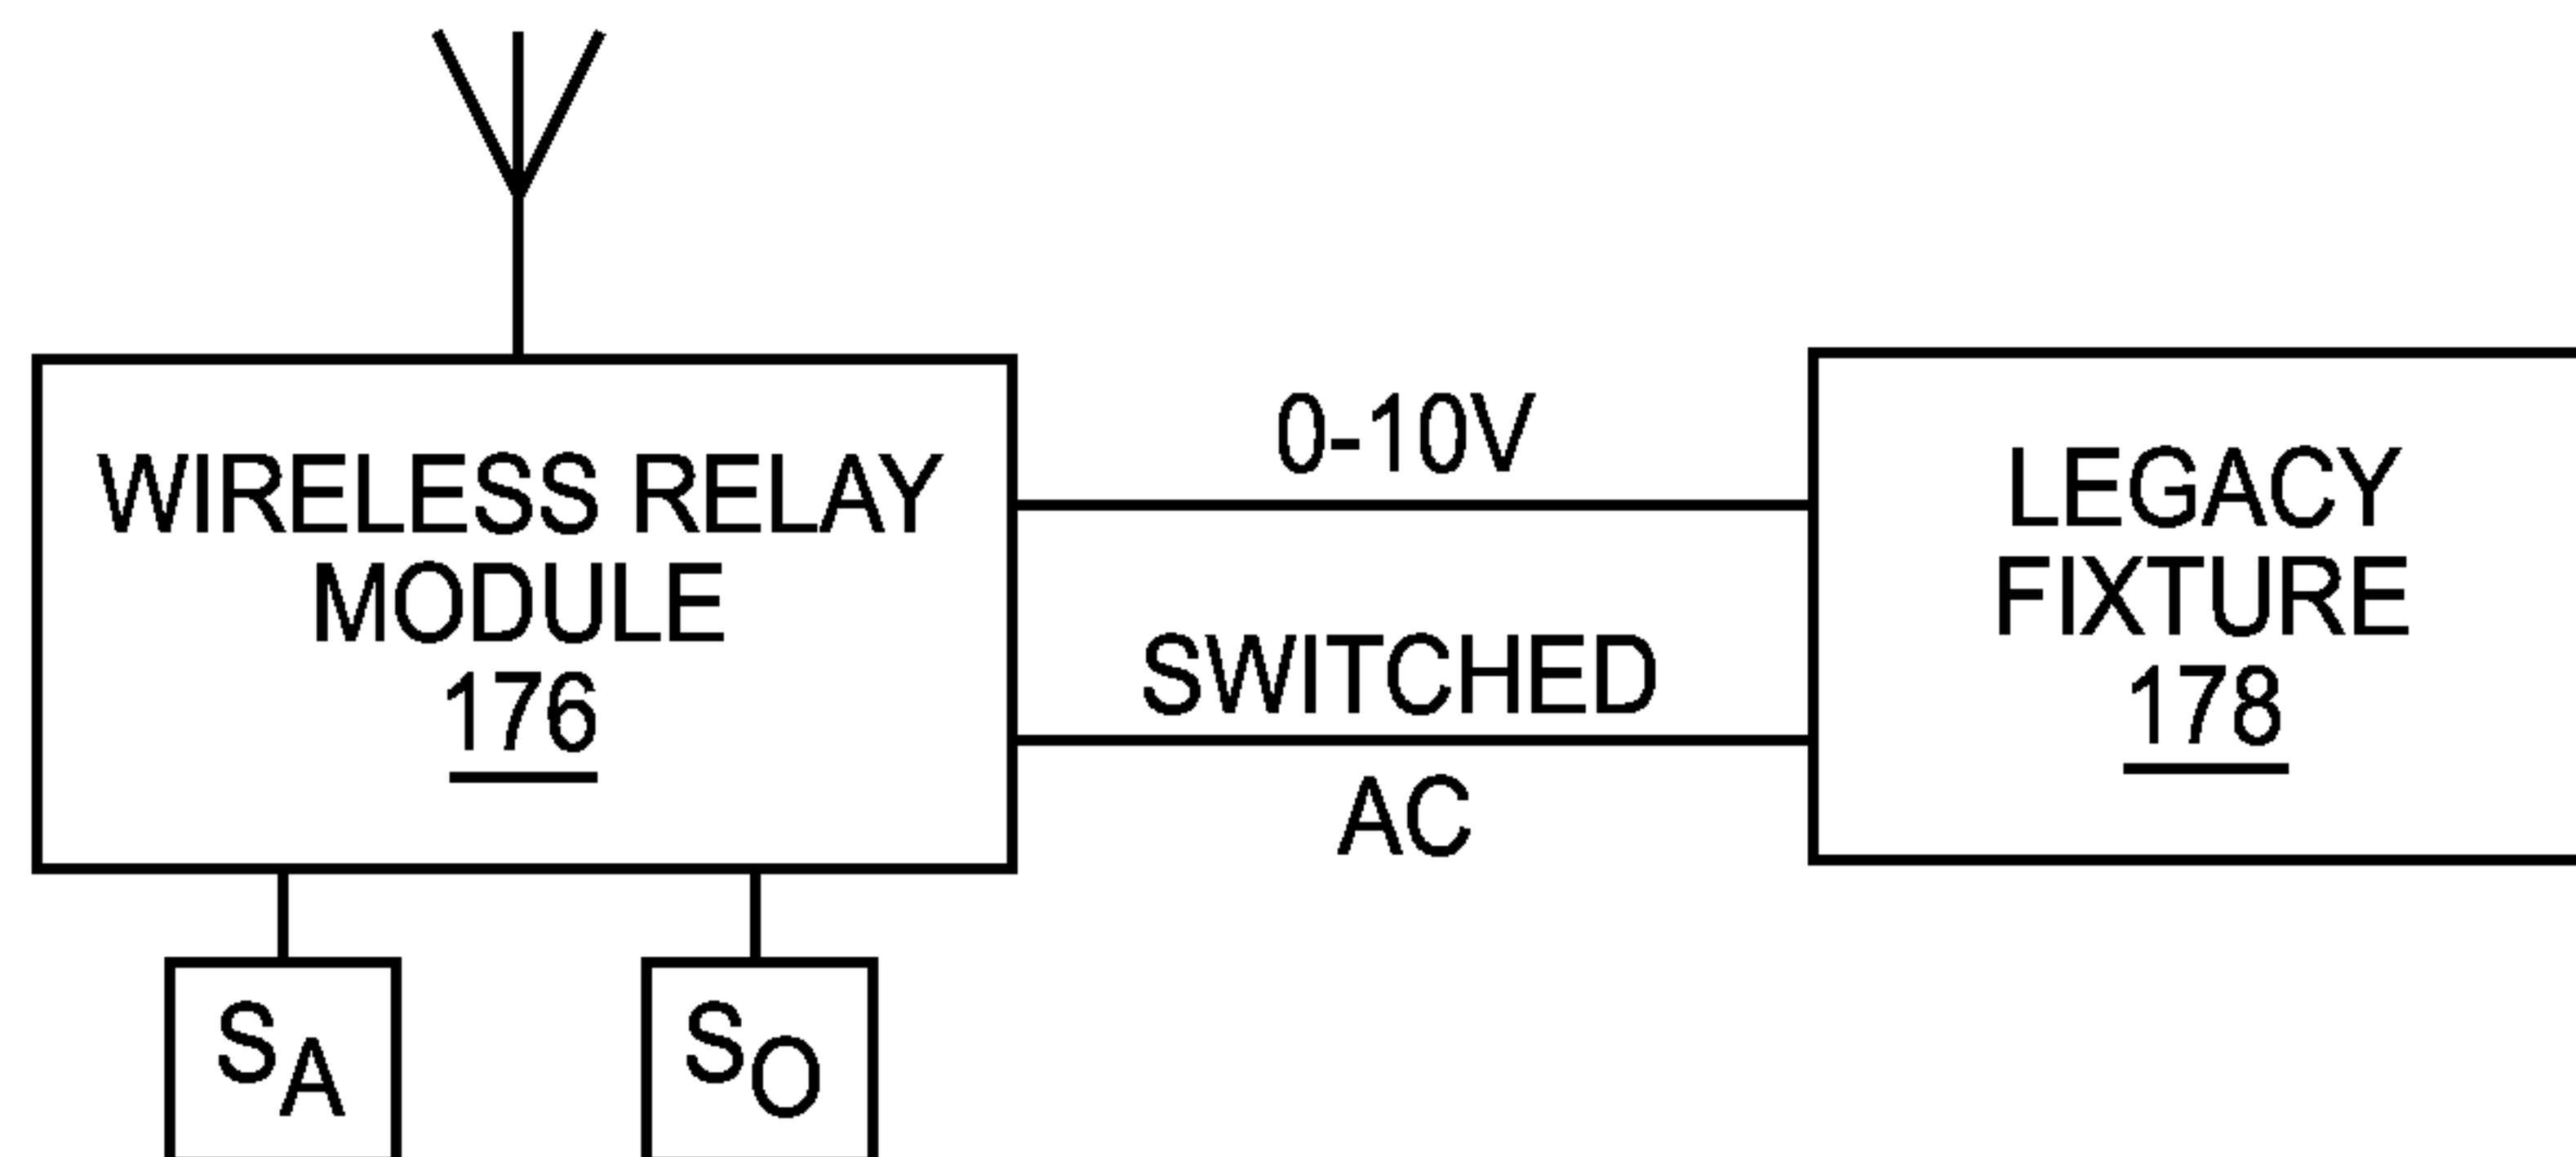 WIRELESS RELAY
MODULE
176
0-10V
SWITCHED
AC
LEGACY
FIXTURE
178
SA
SO